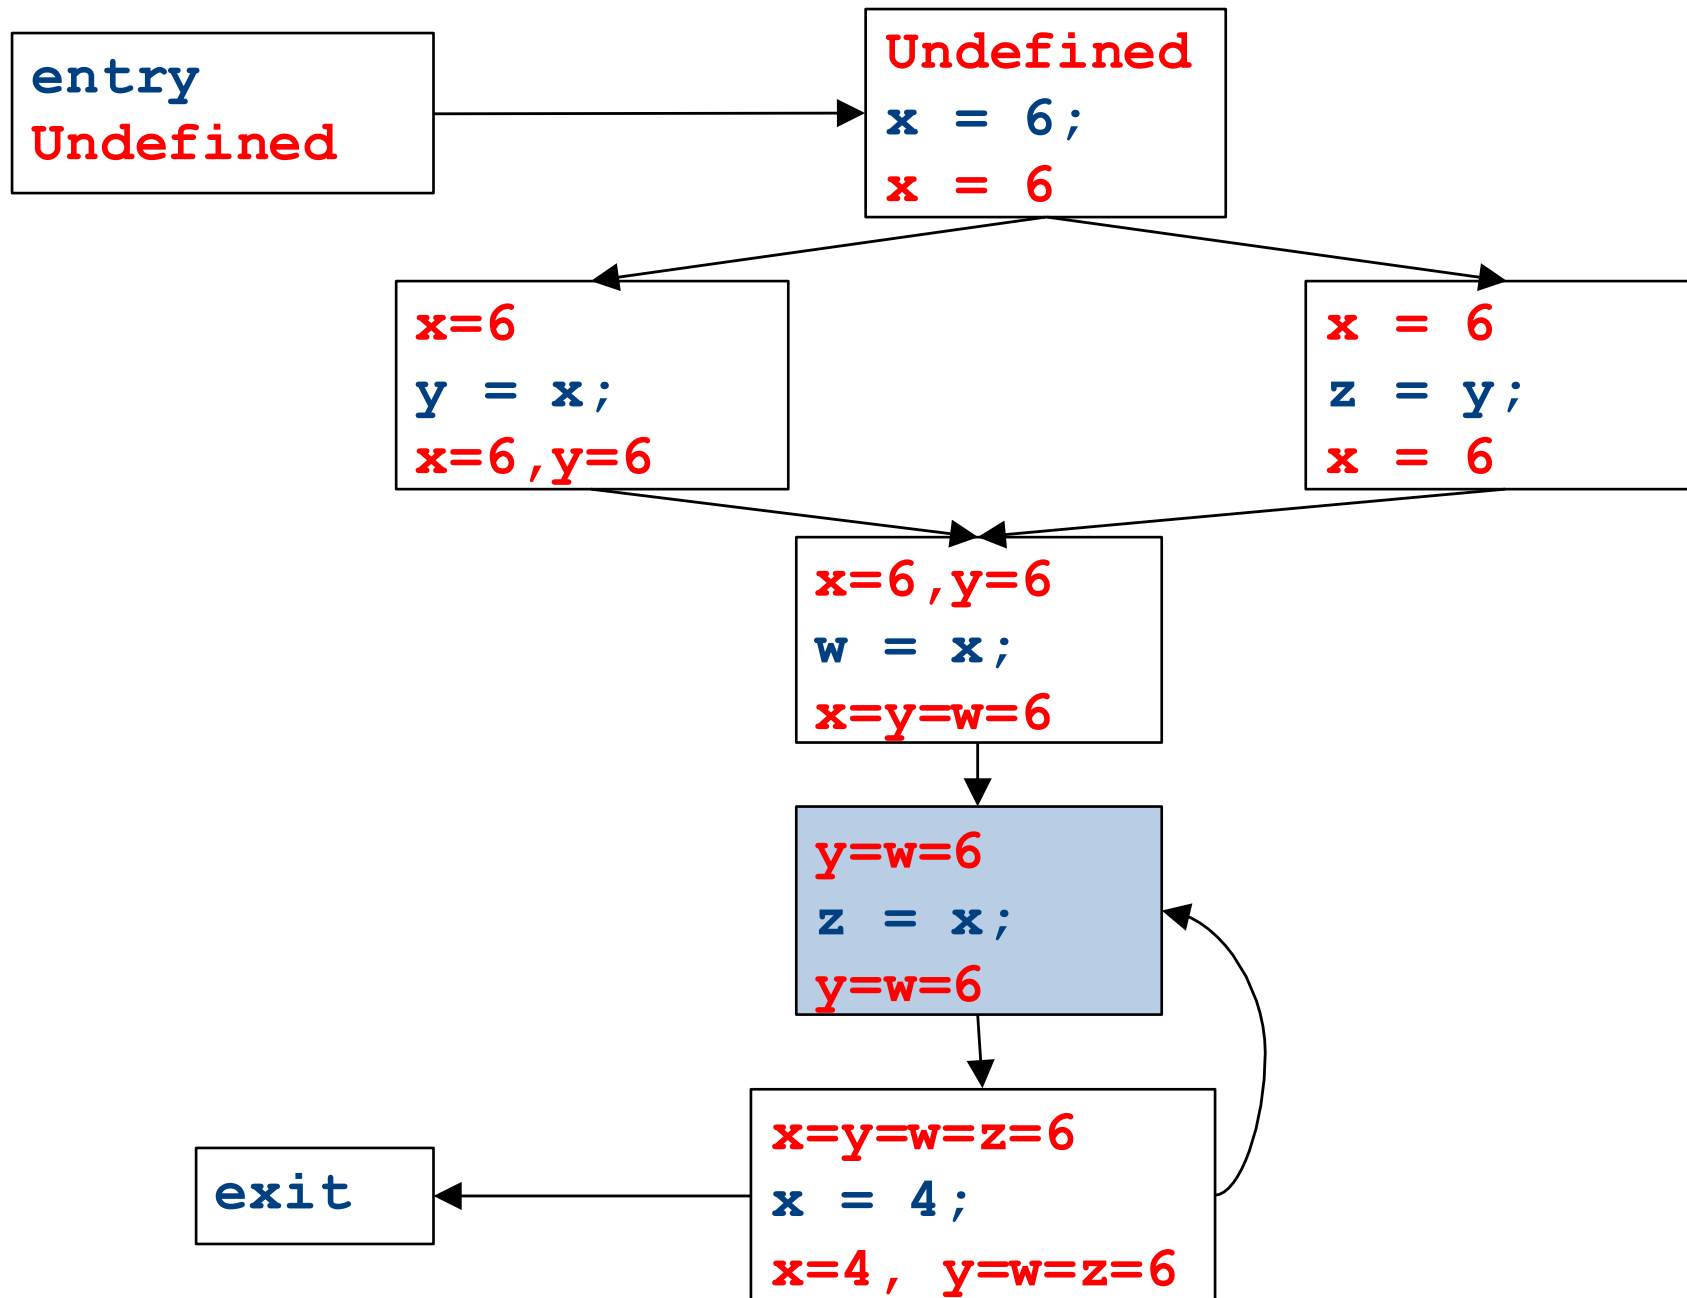 entry
Undefined
Undefined
x = 6;
x = 6
x=6
y = x;
x=6,y=6
x = 6
z = y;
x = 6
x=6,y=6
w = x;
x=y=w=6
y=w=6
z = x;
y=w=6
exit
x=y=w=z=6
x = 4;
x=4, y=w=z=6